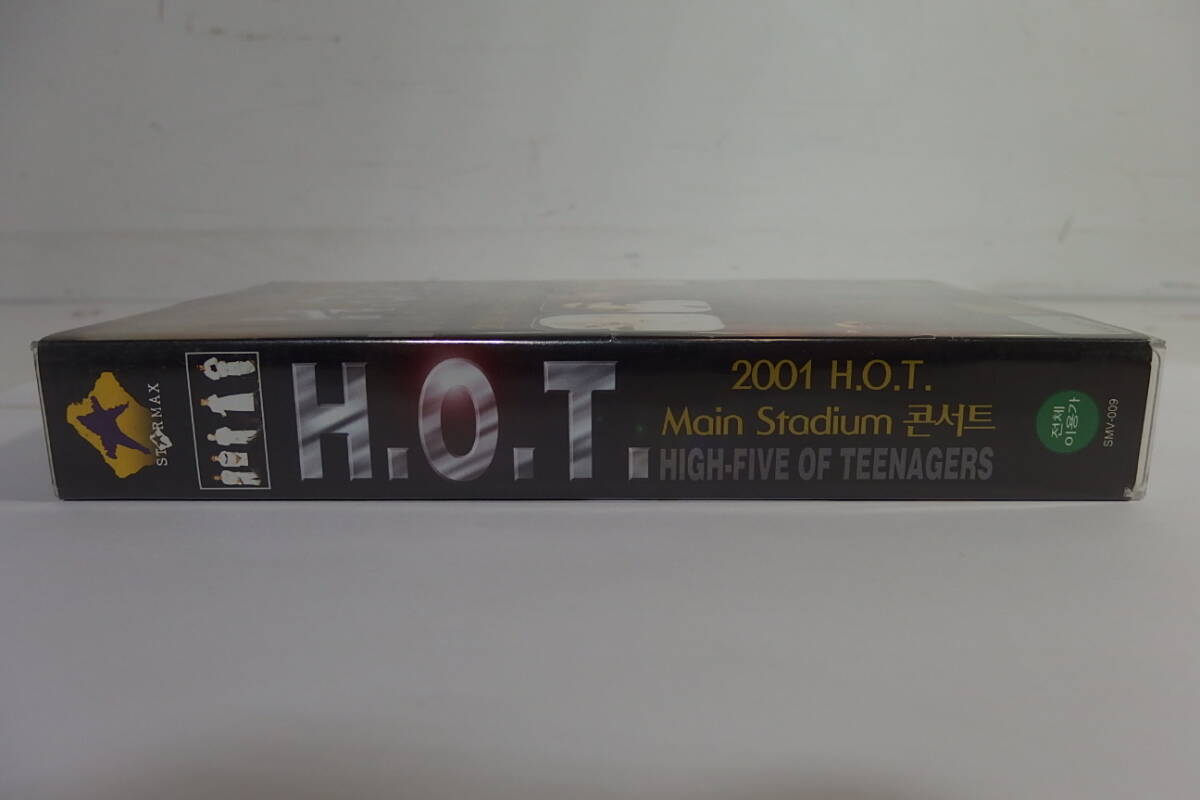 STARMAX
H.O.T.
2001 H.O.T.
Main Stadium 콘서트
HIGH-FIVE OF TEENAGERS
전체
이용가
SMV-009